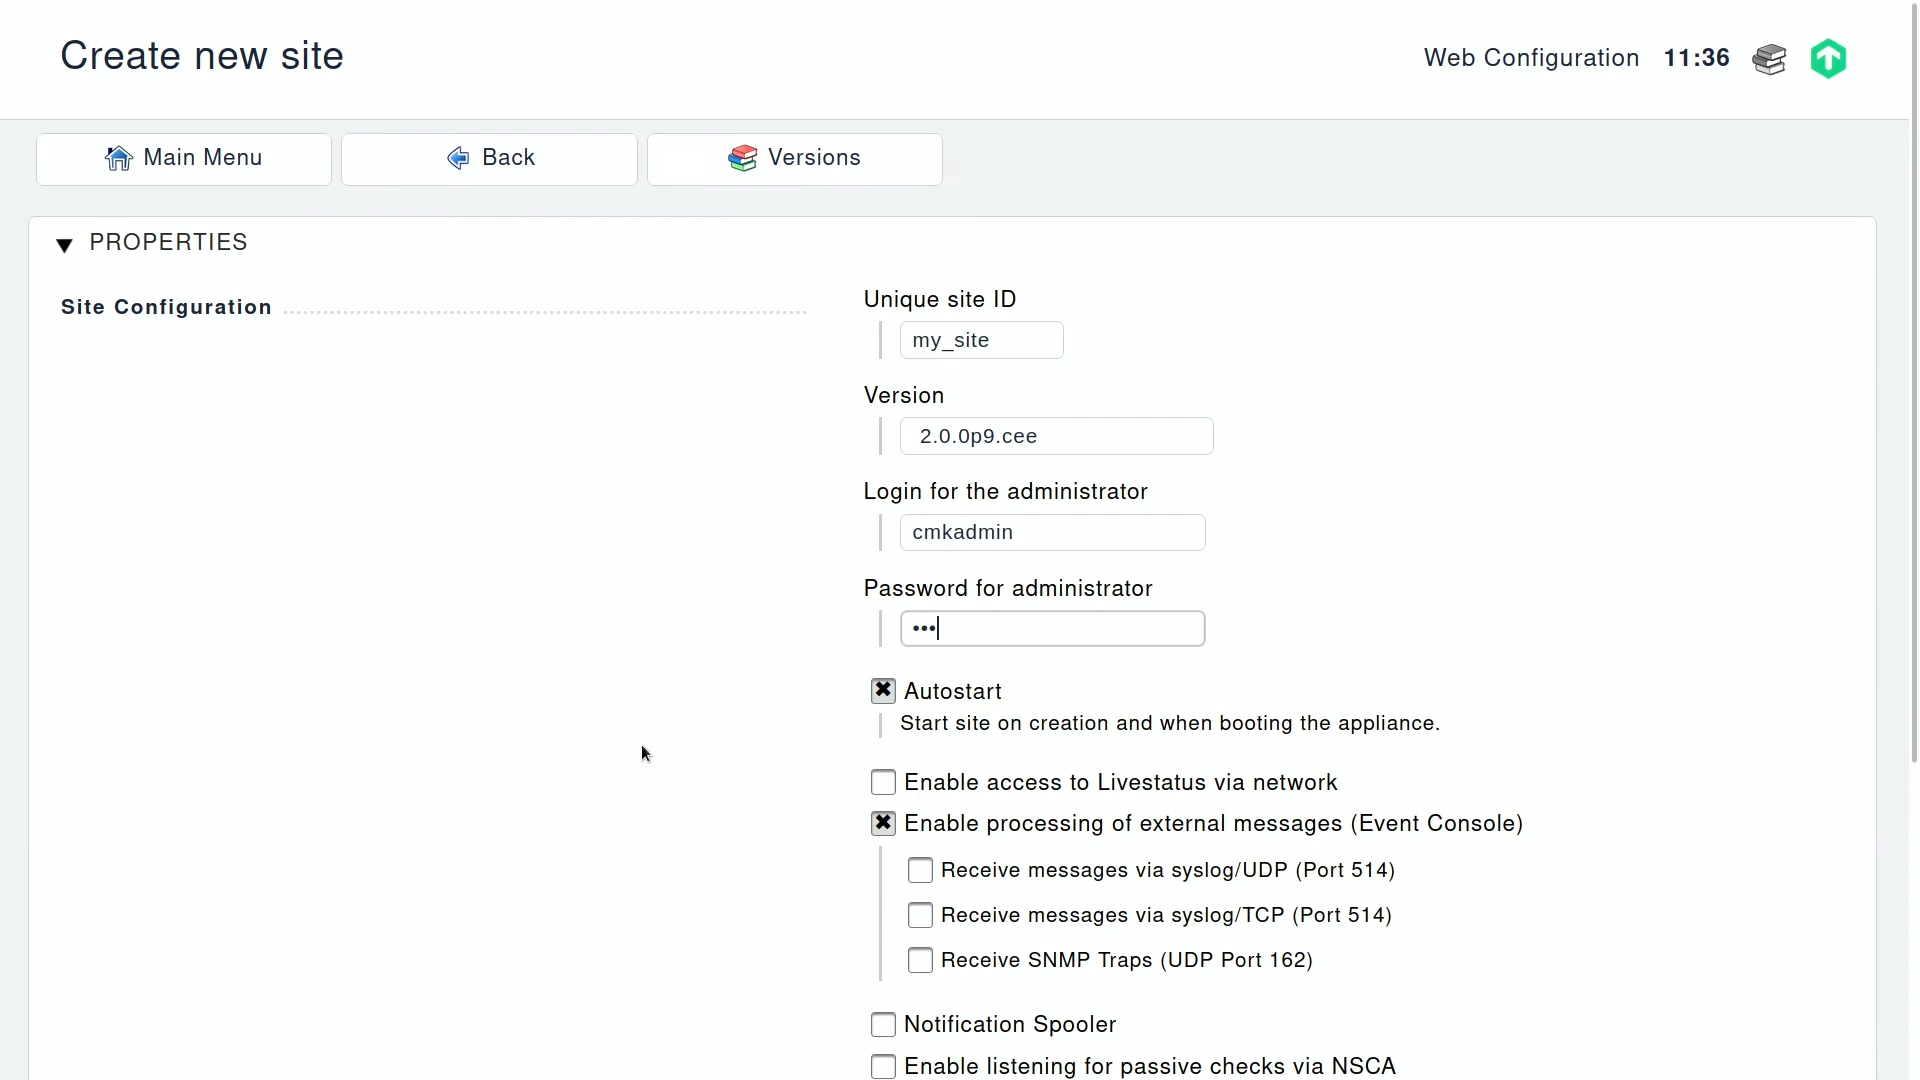 Create new site
Web Configuration 11:36
Main Menu
Back
Versions
PROPERTIES
Site Configuration
Unique site ID
my_site
Version
2.0.0p9.cee
Login for the administrator
cmkadmin
Password for administrator
•••
Autostart
Start site on creation and when booting the appliance.
Enable access to Livestatus via network
Enable processing of external messages (Event Console)
Receive messages via syslog/UDP (Port 514)
Receive messages via syslog/TCP (Port 514)
Receive SNMP Traps (UDP Port 162)
Notification Spooler
Enable listening for passive checks via NSCA